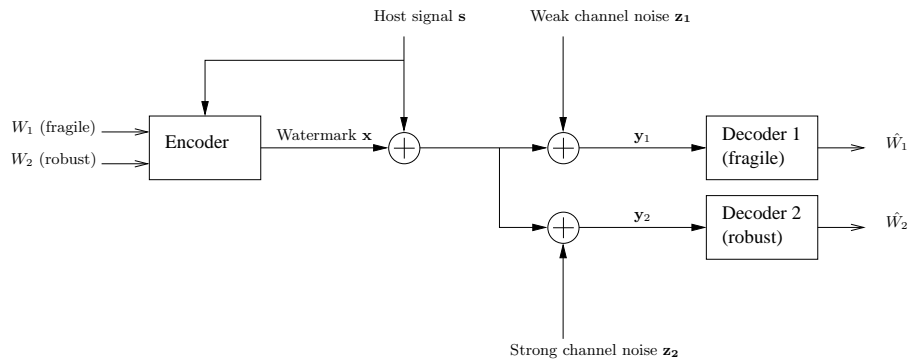 Host signal s
Weak channel noise z₁
W₁ (fragile)
W₂ (robust)
Encoder
Watermark x
y₁
Decoder 1
(fragile)
Ŵ₁
y₂
Decoder 2
(robust)
Ŵ₂
Strong channel noise z₂